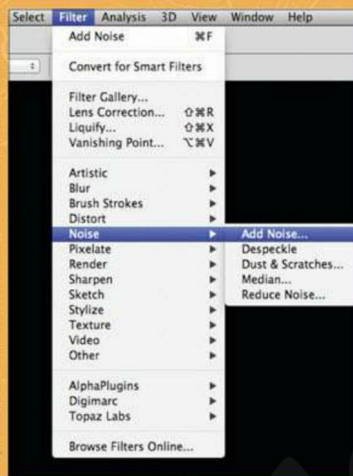 Select Filter Analysis 3D View Window Help
Add Noise ⌘F
Convert for Smart Filters
Filter Gallery...
Lens Correction... ⇧⌘R
Liquify... ⇧⌘X
Vanishing Point... ⌥⌘V
Artistic
Blur
Brush Strokes
Distort
Noise
Pixelate
Render
Sharpen
Sketch
Stylize
Texture
Video
Other
AlphaPlugins
Digimarc
Topaz Labs
Browse Filters Online...
Add Noise...
Despeckle
Dust & Scratches...
Median...
Reduce Noise...